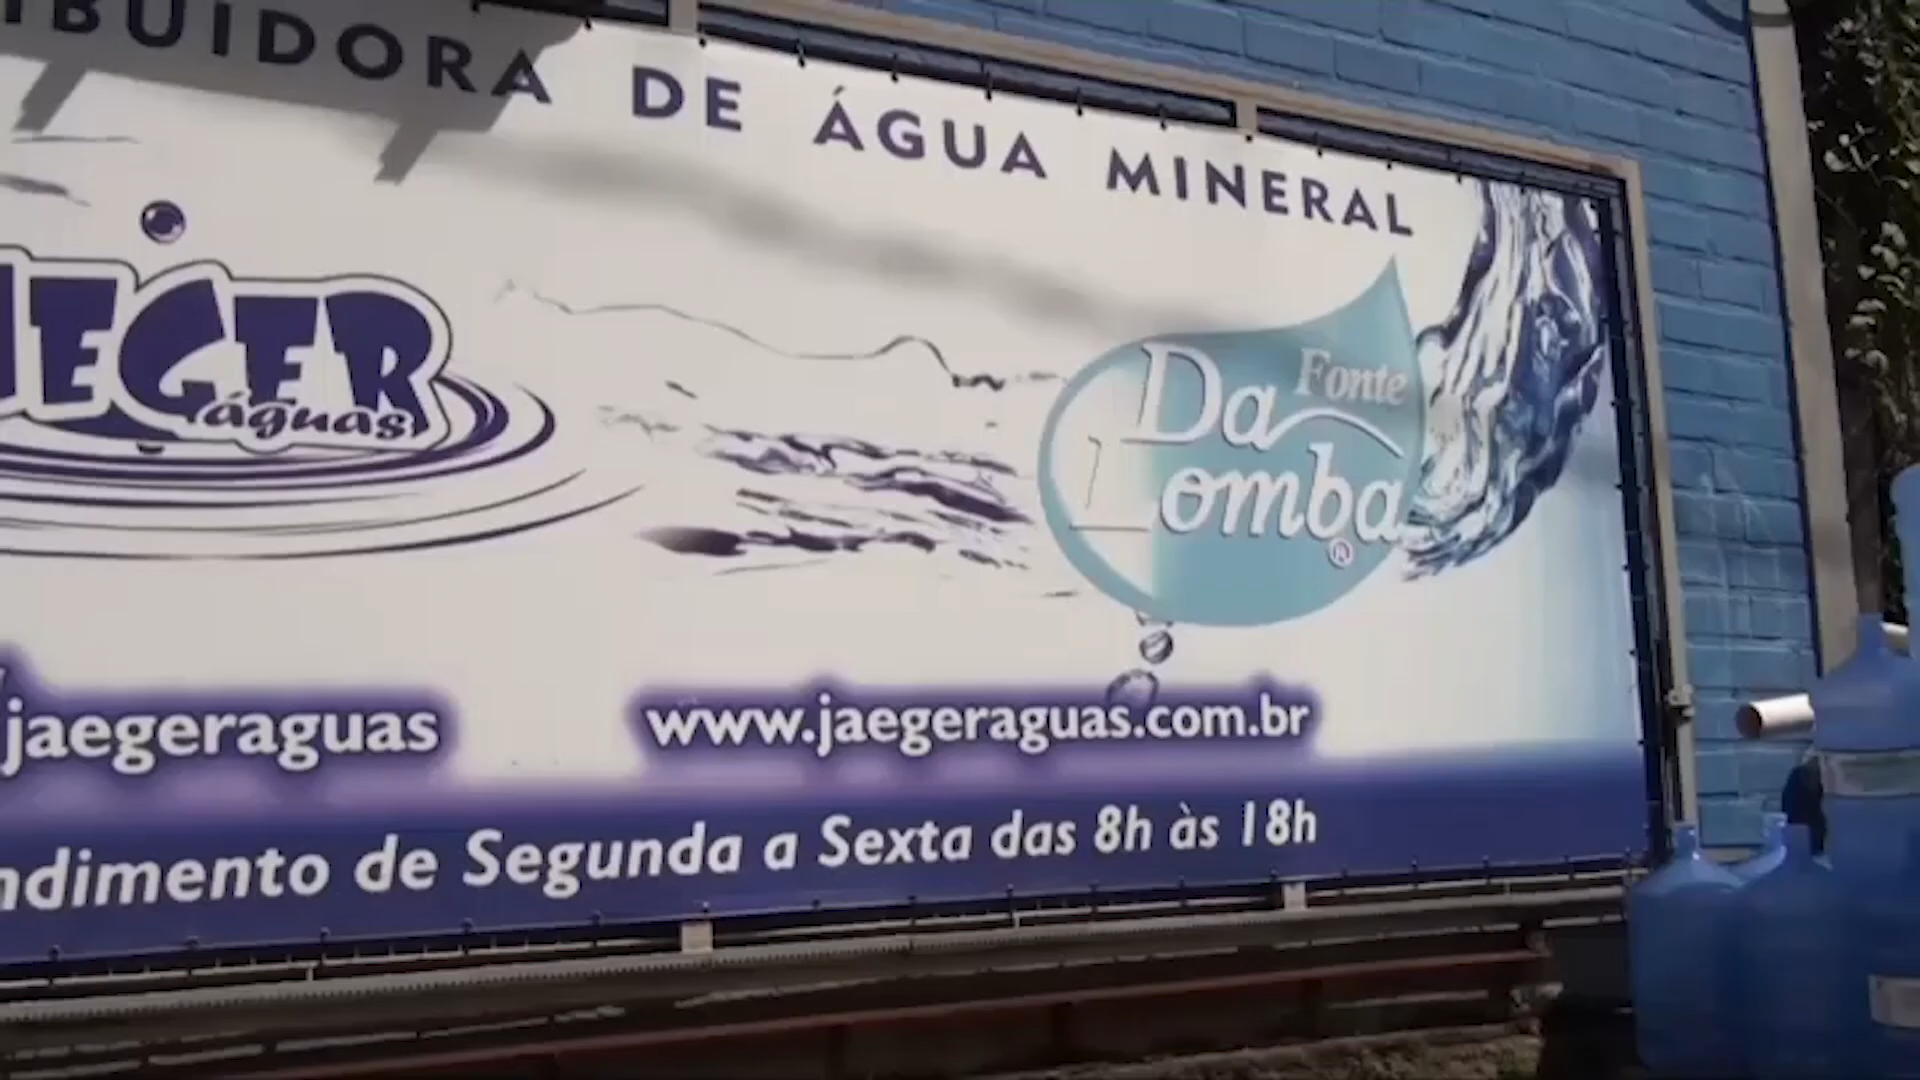 IBUIDORA DE ÁGUA MINERAL
EGER
águas
Fonte
Da
Lomba
®
jaegeraguas
www.jaegeraguas.com.br
ndimento de Segunda a Sexta das 8h às 18h